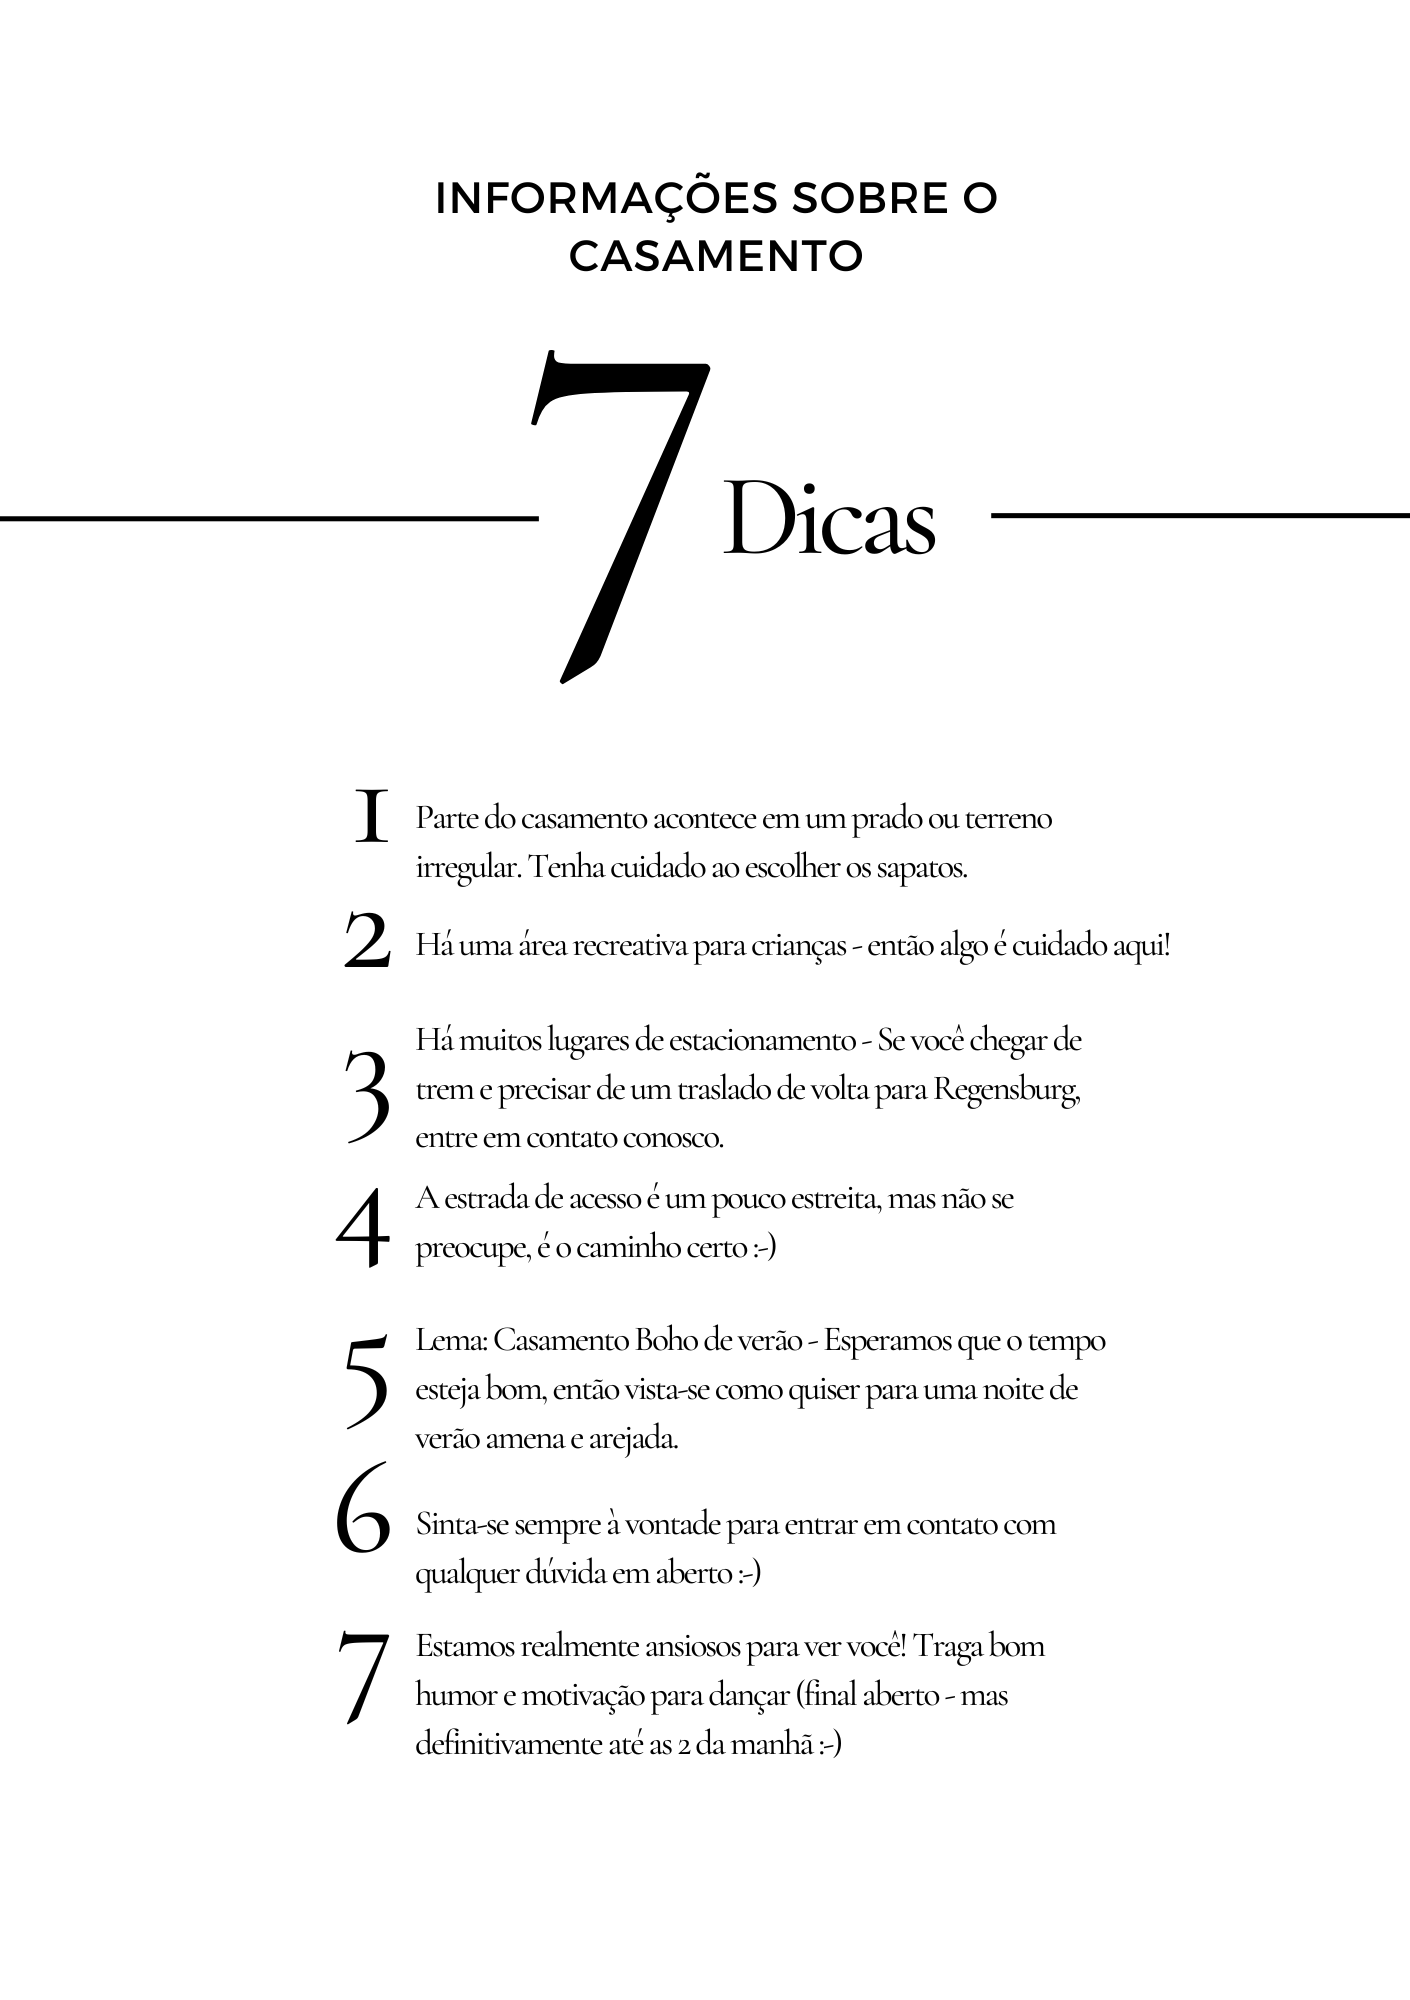 INFORMAÇÕES SOBRE O
CASAMENTO
7 Dicas
1 Parte do casamento acontece em um prado ou terreno
irregular. Tenha cuidado ao escolher os sapatos.
2 Há uma área recreativa para crianças - então algo é cuidado aqui!
3 Há muitos lugares de estacionamento - Se você chegar de
trem e precisar de um traslado de volta para Regensburg,
entre em contato conosco.
4 A estrada de acesso é um pouco estreita, mas não se
preocupe, é o caminho certo :-)
5 Lema: Casamento Boho de verão - Esperamos que o tempo
esteja bom, então vista-se como quiser para uma noite de
verão amena e arejada.
6 Sinta-se sempre à vontade para entrar em contato com
qualquer dúvida em aberto :-)
7 Estamos realmente ansiosos para ver você! Traga bom
humor e motivação para dançar (final aberto - mas
definitivamente até as 2 da manhã :-)